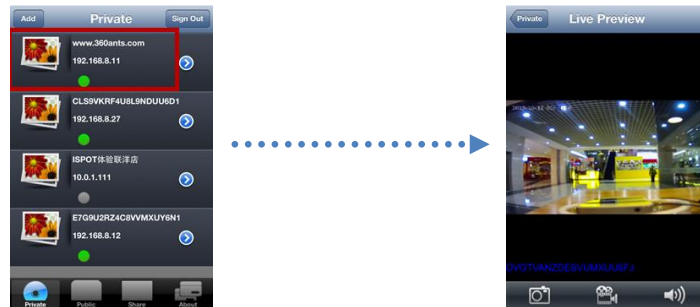 Add Private Sign Out
www.360ants.com
192.168.8.11
CLS9VKRF4U8L9NDUU6D1
192.168.8.27
ISPOT体验联洋店
10.0.1.111
E7G9U2RZ4C8VVMXUY6N1
192.168.8.12
Private Public Share About
Private Live Preview